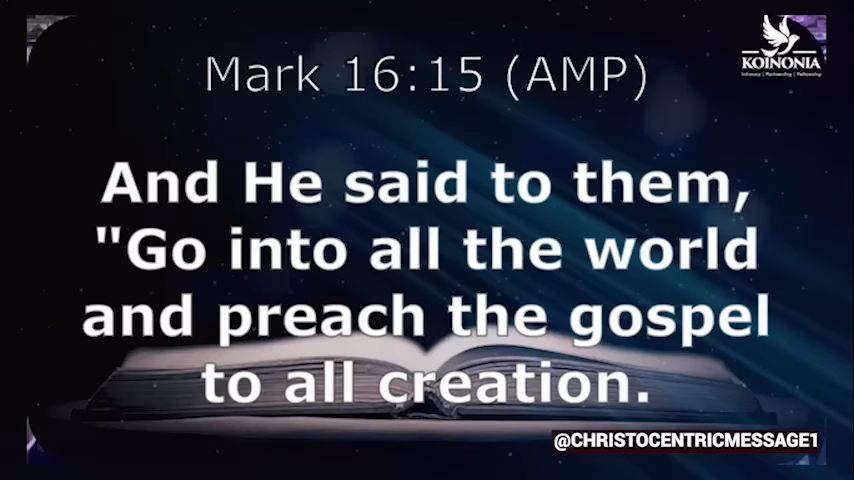 Mark 16:15 (AMP)
KOINONIA
And He said to them,
"Go into all the world
and preach the gospel
to all creation.
@CHRISTOCENTRICMESSAGE1